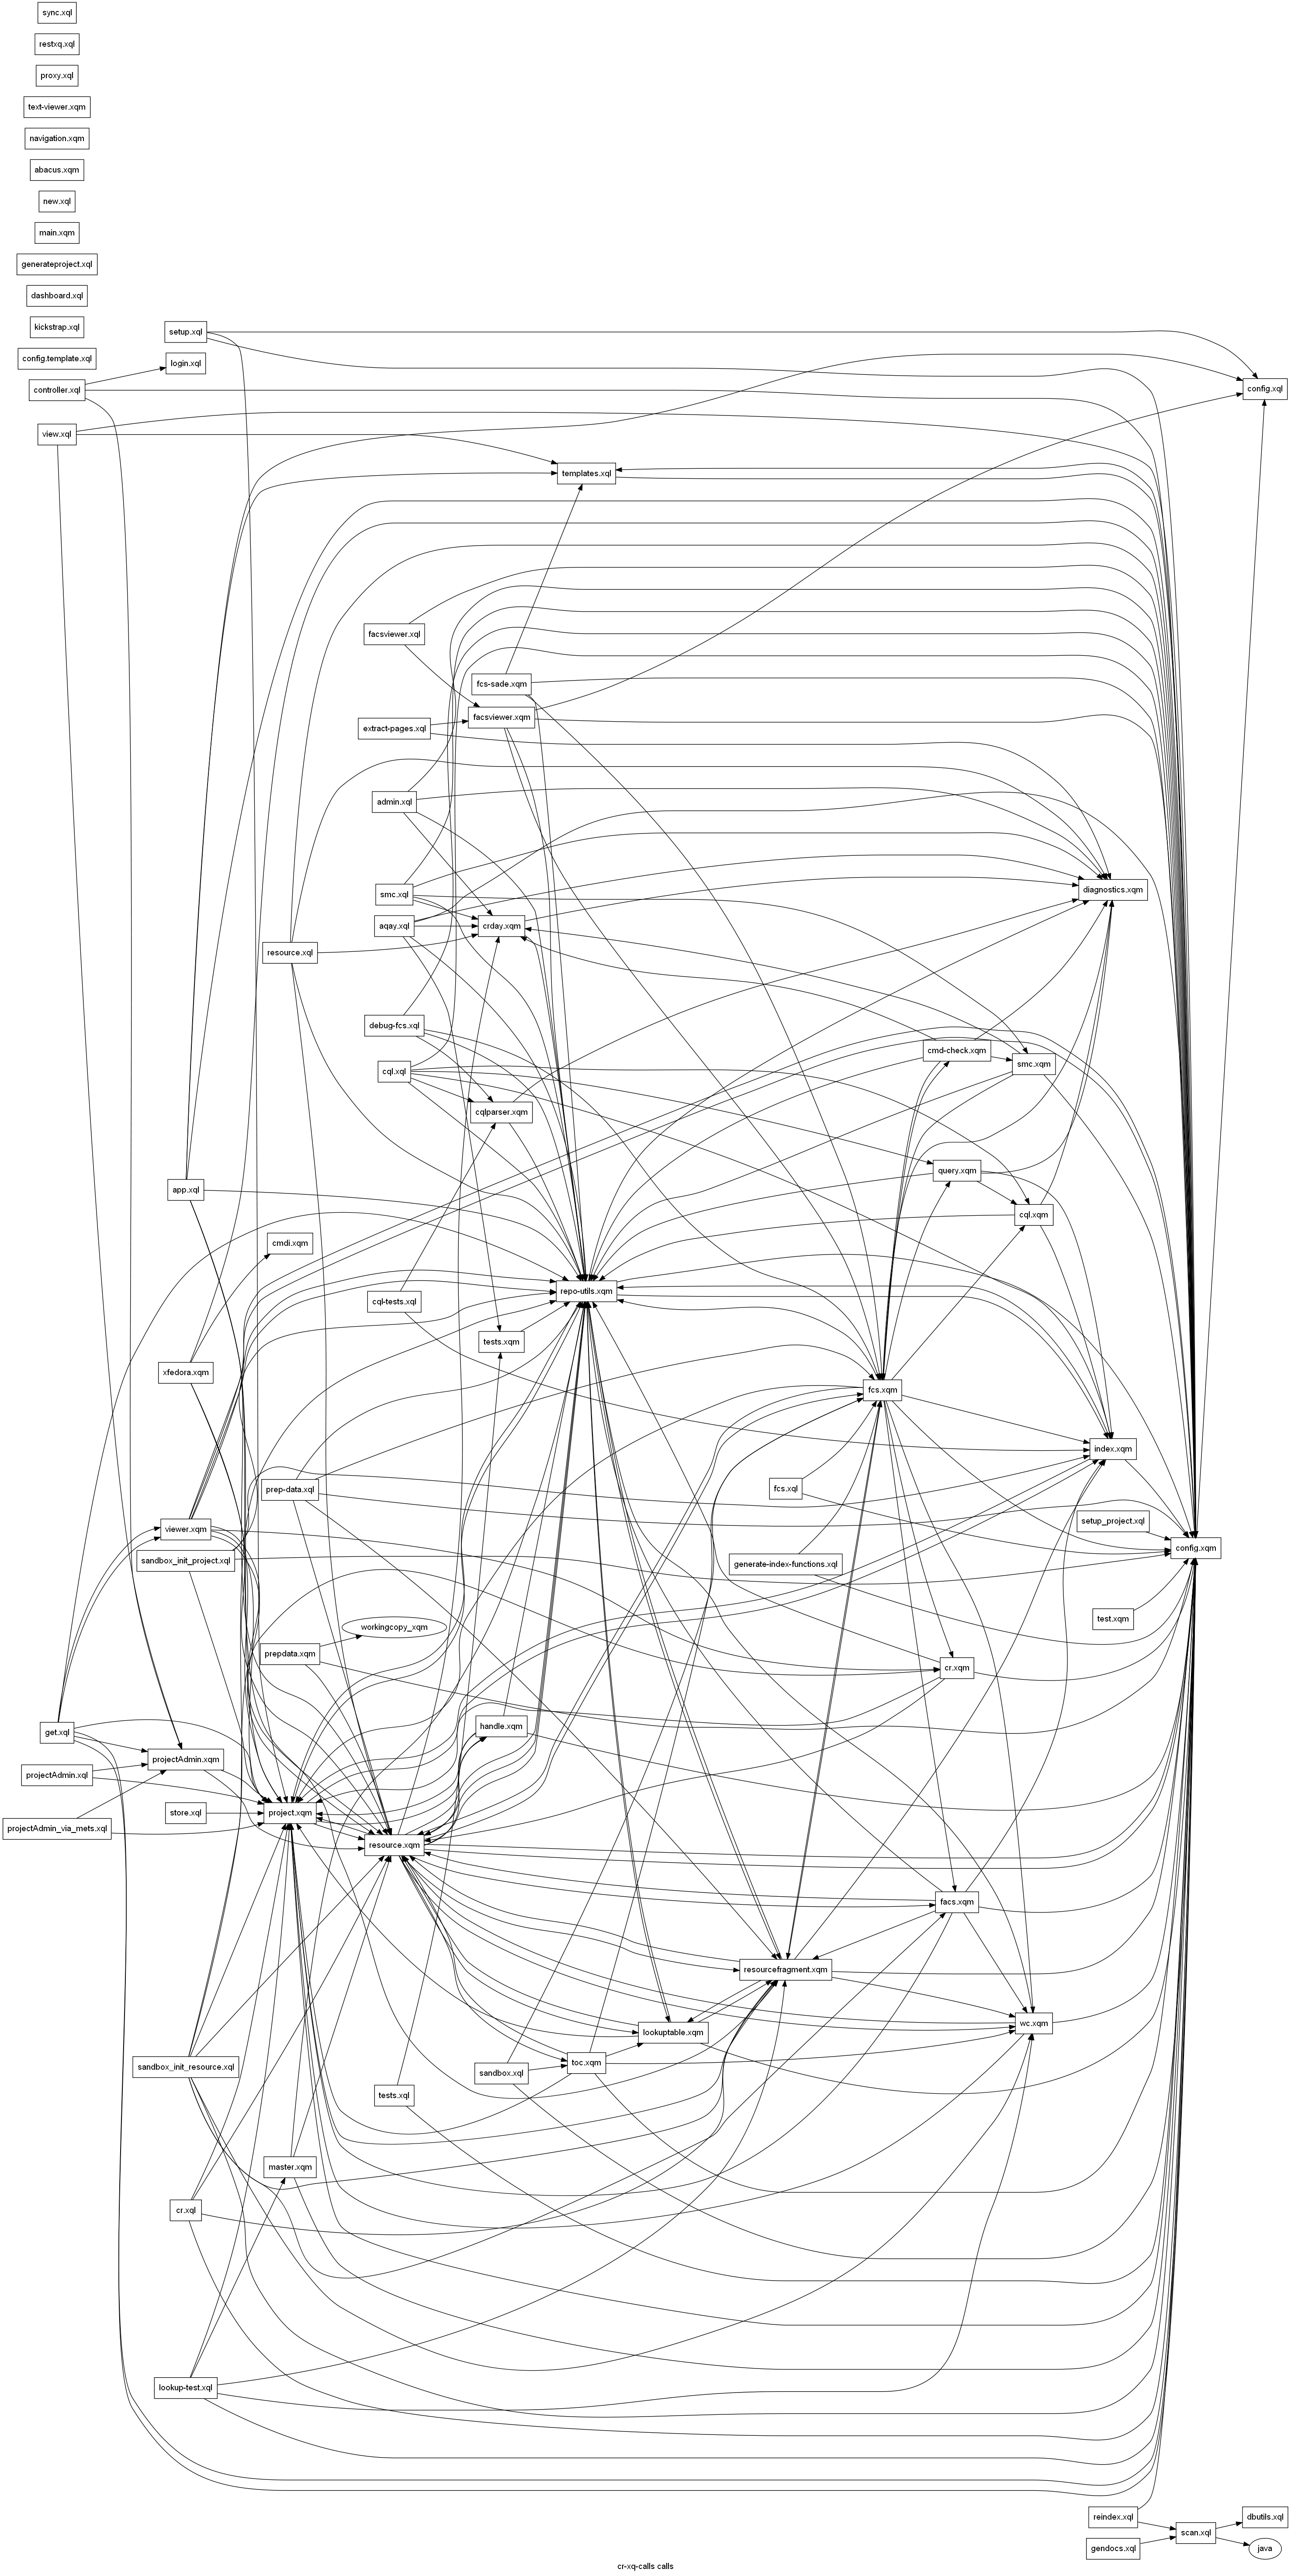 sync.xql
restxq.xql
proxy.xql
text-viewer.xqm
navigation.xqm
abacus.xqm
new.xql
main.xqm
generateproject.xql
dashboard.xql
kickstrap.xql
setup.xql
config.template.xql
login.xql
controller.xql
config.xql
view.xql
templates.xql
facsviewer.xql
fcs-sade.xqm
facsviewer.xqm
extract-pages.xql
admin.xql
diagnostics.xqm
smc.xql
aqay.xql
crday.xqm
resource.xql
debug-fcs.xql
cmd-check.xqm
smc.xqm
cql.xql
cqlparser.xqm
query.xqm
app.xql
cql.xqm
cmdi.xqm
repo-utils.xqm
cql-tests.xql
tests.xqm
xfedora.xqm
fcs.xqm
index.xqm
prep-data.xql
fcs.xql
setup_project.xql
viewer.xqm
config.xqm
sandbox_init_project.xql
generate-index-functions.xql
test.xqm
workingcopy_xqm
prepdata.xqm
cr.xqm
handle.xqm
get.xql
projectAdmin.xqm
projectAdmin.xql
store.xql
project.xqm
projectAdmin_via_mets.xql
resource.xqm
facs.xqm
resourcefragment.xqm
wc.xqm
lookuptable.xqm
toc.xqm
sandbox_init_resource.xql
sandbox.xql
tests.xql
master.xqm
cr.xql
lookup-test.xql
reindex.xql
dbutils.xql
scan.xql
gendocs.xql
java
cr-xq-calls calls